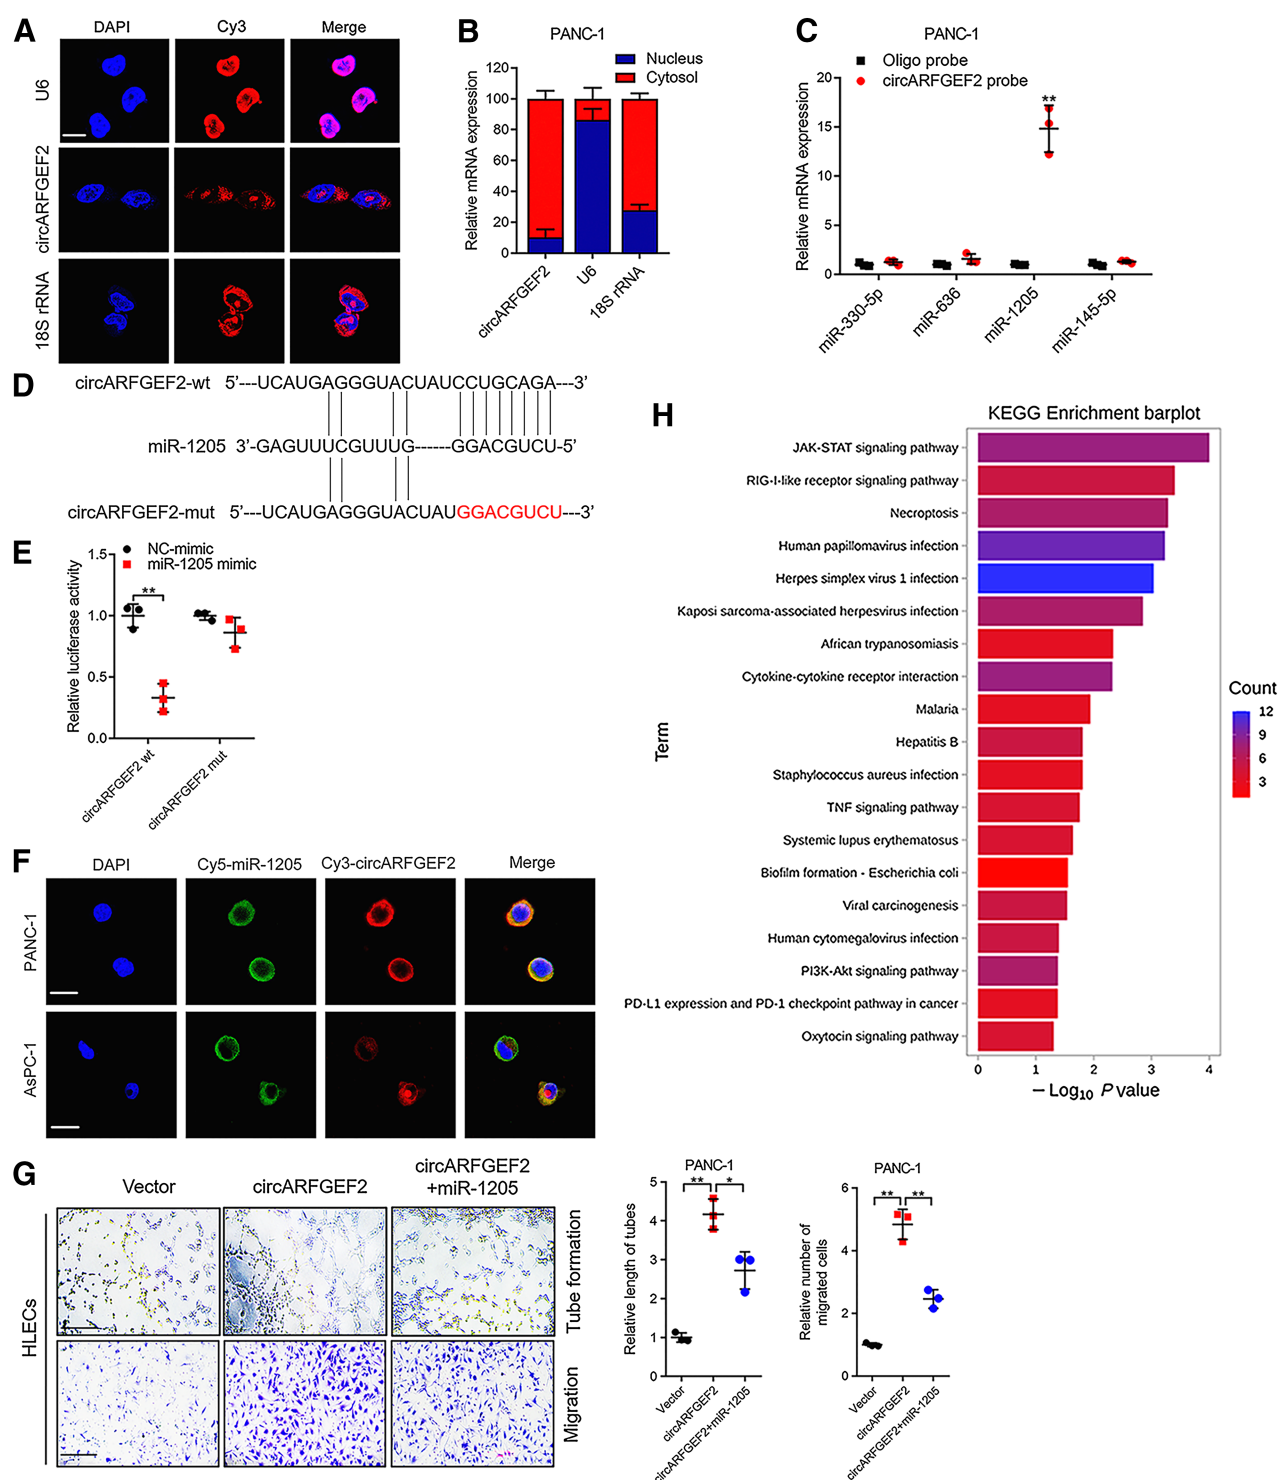 A
DAPI
Cy3
Merge
U6
circARFGEF2
18S rRNA
B
PANC-1
Nucleus
Cytosol
Relative mRNA expression
120
100
80
60
40
20
0
circARFGEF2
U6
18S rRNA
C
PANC-1
Oligo probe
circARFGEF2 probe
Relative mRNA expression
20
15
10
5
0
**
miR-330-5p
miR-636
miR-1205
miR-145-5p
D
circARFGEF2-wt 5’---UCAUGAGGGUACUAUCCUGCAGA---3’
miR-1205 3’-GAGUUUCGUUUG------GGACGUCU-5’
circARFGEF2-mut 5’---UCAUGAGGGUACUAUGGACGUCU---3’
E
NC-mimic
miR-1205 mimic
Relative luciferase activity
1.5
1.0
0.5
0.0
**
circARFGEF2 wt
circARFGEF2 mut
F
DAPI
Cy5-miR-1205
Cy3-circARFGEF2
Merge
PANC-1
AsPC-1
G
Vector
circARFGEF2
circARFGEF2
+miR-1205
HLECs
Tube formation
Migration
PANC-1
Relative length of tubes
5
4
3
2
1
0
**
*
Vector
circARFGEF2
circARFGEF2+miR-1205
PANC-1
Relative number of
migrated cells
6
4
2
0
**
**
Vector
circARFGEF2
circARFGEF2+miR-1205
H
KEGG Enrichment barplot
Term
JAK-STAT signaling pathway
RIG-I-like receptor signaling pathway
Necroptosis
Human papillomavirus infection
Herpes simplex virus 1 infection
Kaposi sarcoma-associated herpesvirus infection
African trypanosomiasis
Cytokine-cytokine receptor interaction
Malaria
Hepatitis B
Staphylococcus aureus infection
TNF signaling pathway
Systemic lupus erythematosus
Biofilm formation - Escherichia coli
Viral carcinogenesis
Human cytomegalovirus infection
PI3K-Akt signaling pathway
PD-L1 expression and PD-1 checkpoint pathway in cancer
Oxytocin signaling pathway
0 1 2 3 4
− Log10 P value
Count
12
9
6
3